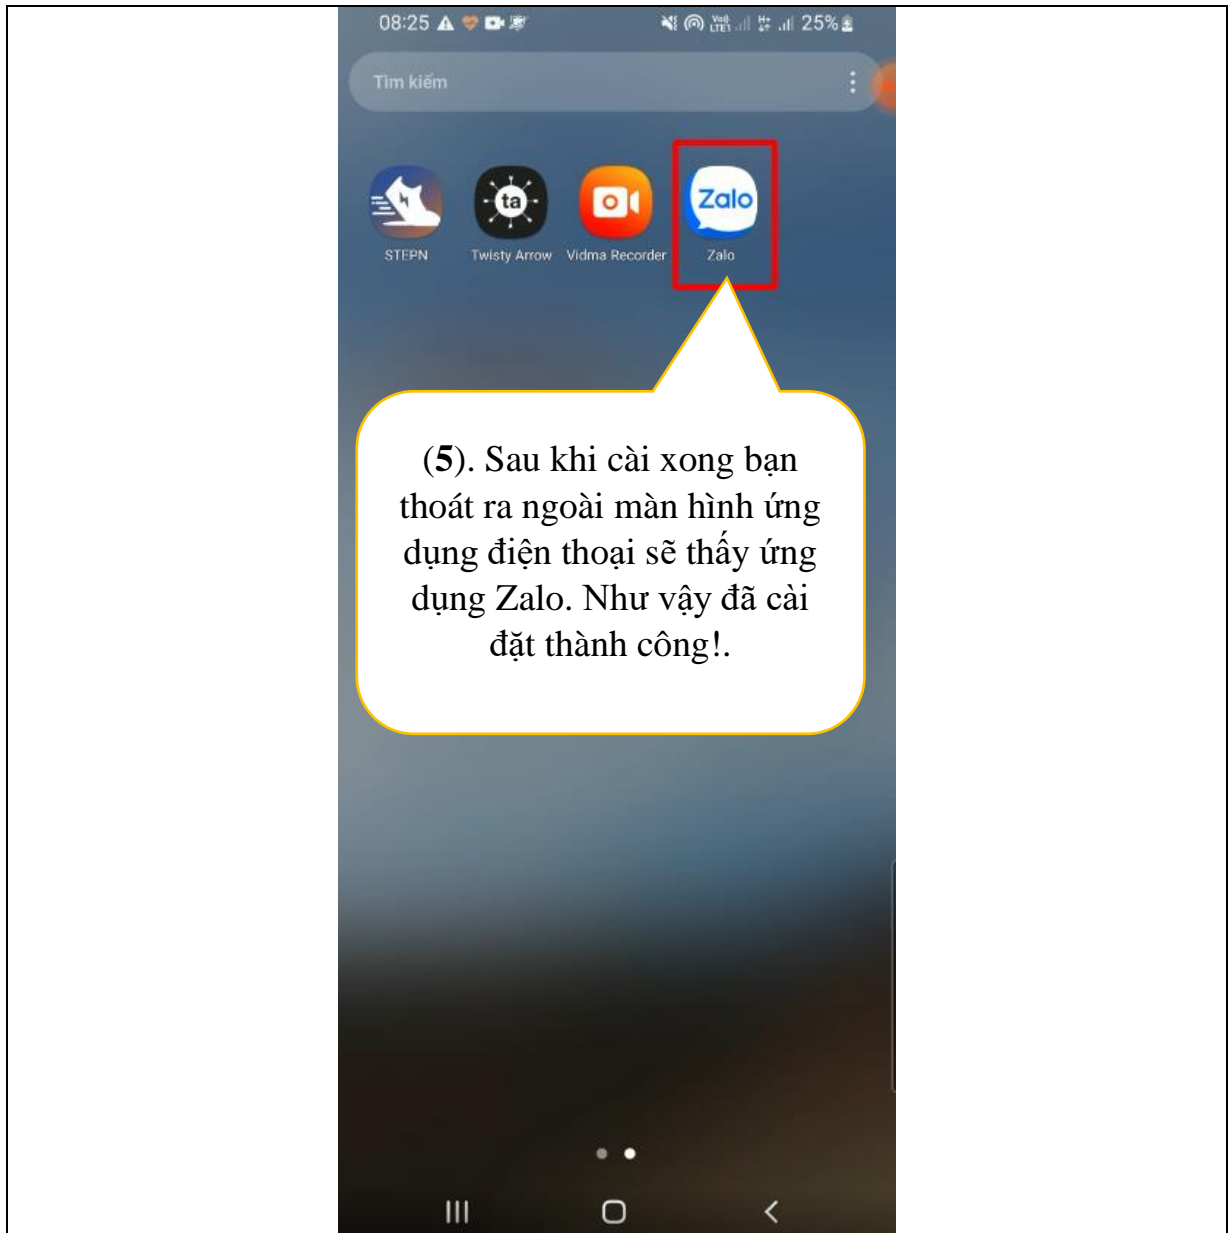 08:25 25%
Tìm kiếm
ta Zalo
STEPN Twisty Arrow Vidma Recorder Zalo
(5). Sau khi cài xong bạn
thoát ra ngoài màn hình ứng
dụng điện thoại sẽ thấy ứng
dụng Zalo. Như vậy đã cài
đặt thành công!.